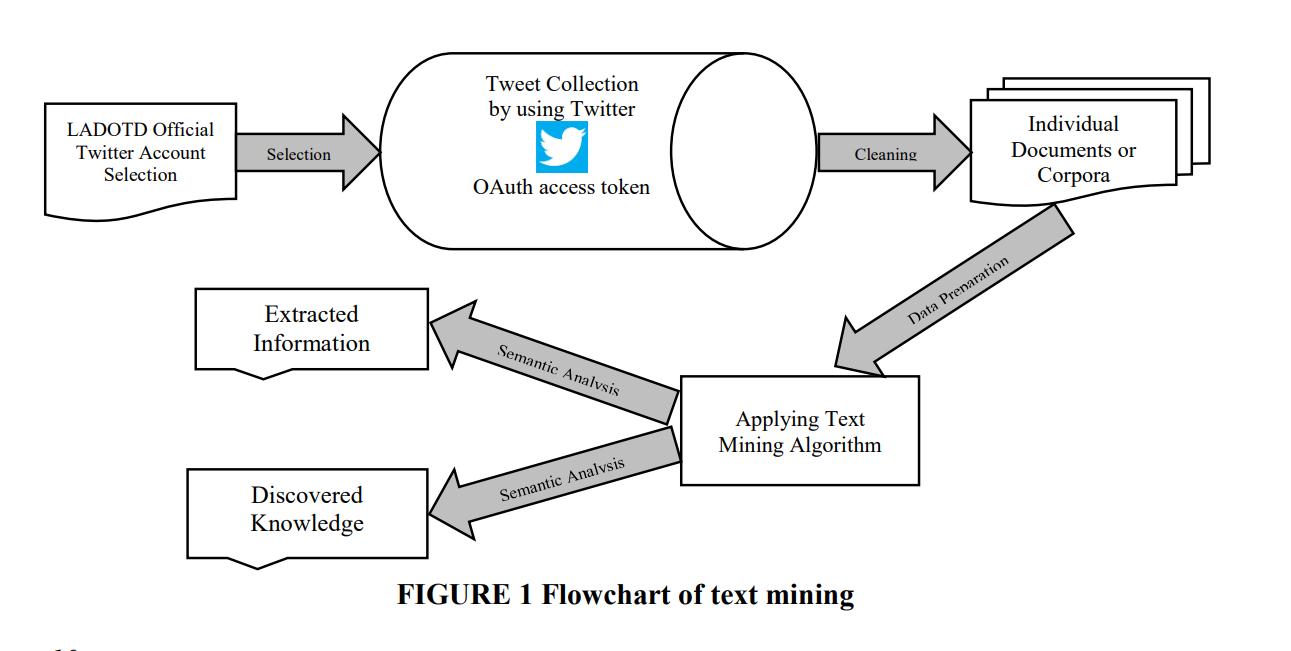 LADOTD Official
Twitter Account
Selection
Selection
Tweet Collection
by using Twitter
OAuth access token
Cleaning
Individual
Documents or
Corpora
Data Preparation
Applying Text
Mining Algorithm
Semantic Analysis
Extracted
Information
Semantic Analysis
Discovered
Knowledge
FIGURE 1 Flowchart of text mining